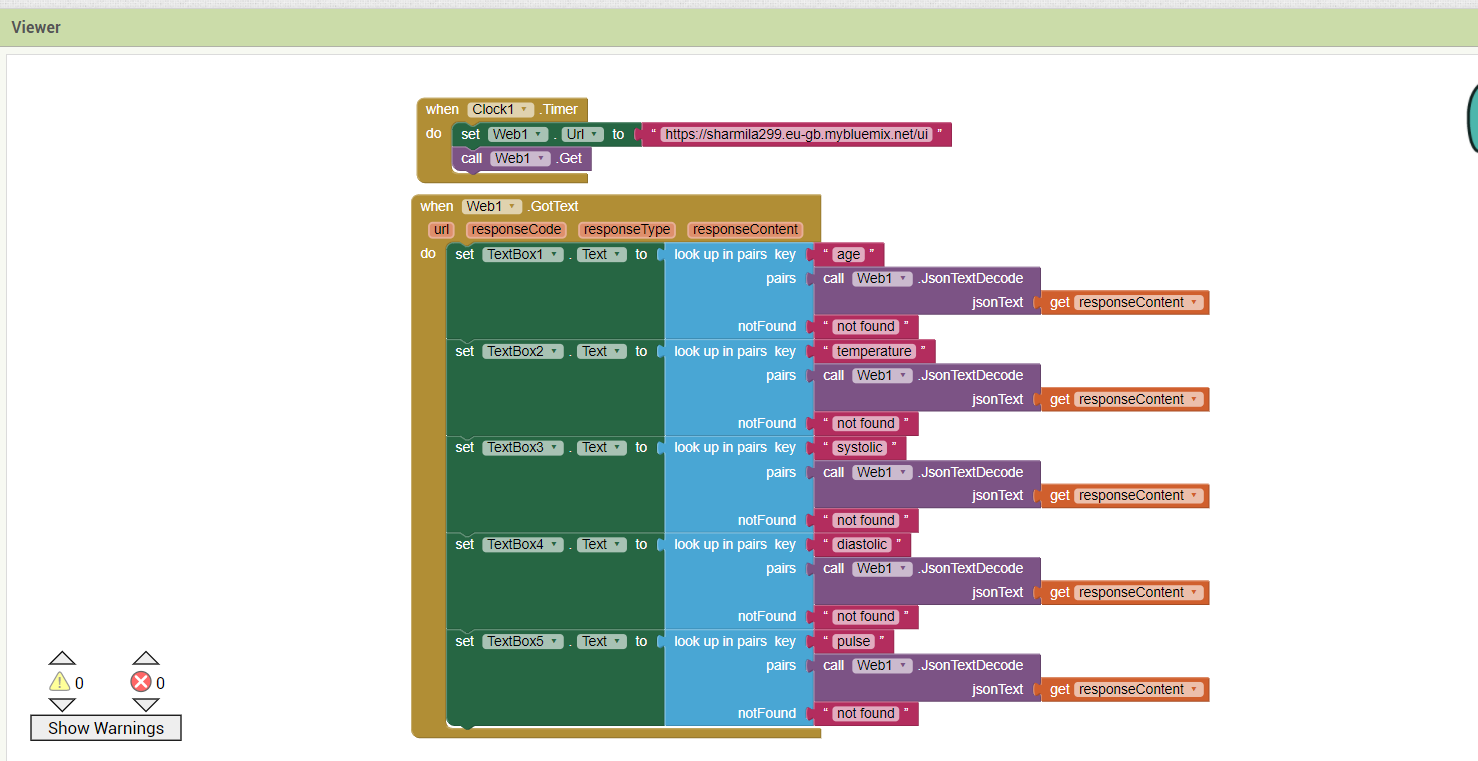 Viewer
when Clock1 .Timer
do set Web1 . Url to “ https://sharmila299.eu-gb.mybluemix.net/ui ”
call Web1 .Get
when Web1 .GotText
url responseCode responseType responseContent
do set TextBox1 . Text to look up in pairs key “ age ”
pairs call Web1 .JsonTextDecode
jsonText get responseContent
notFound “ not found ”
set TextBox2 . Text to look up in pairs key “ temperature ”
pairs call Web1 .JsonTextDecode
jsonText get responseContent
notFound “ not found ”
set TextBox3 . Text to look up in pairs key “ systolic ”
pairs call Web1 .JsonTextDecode
jsonText get responseContent
notFound “ not found ”
set TextBox4 . Text to look up in pairs key “ diastolic ”
pairs call Web1 .JsonTextDecode
jsonText get responseContent
notFound “ not found ”
set TextBox5 . Text to look up in pairs key “ pulse ”
pairs call Web1 .JsonTextDecode
jsonText get responseContent
notFound “ not found ”
0 0
Show Warnings